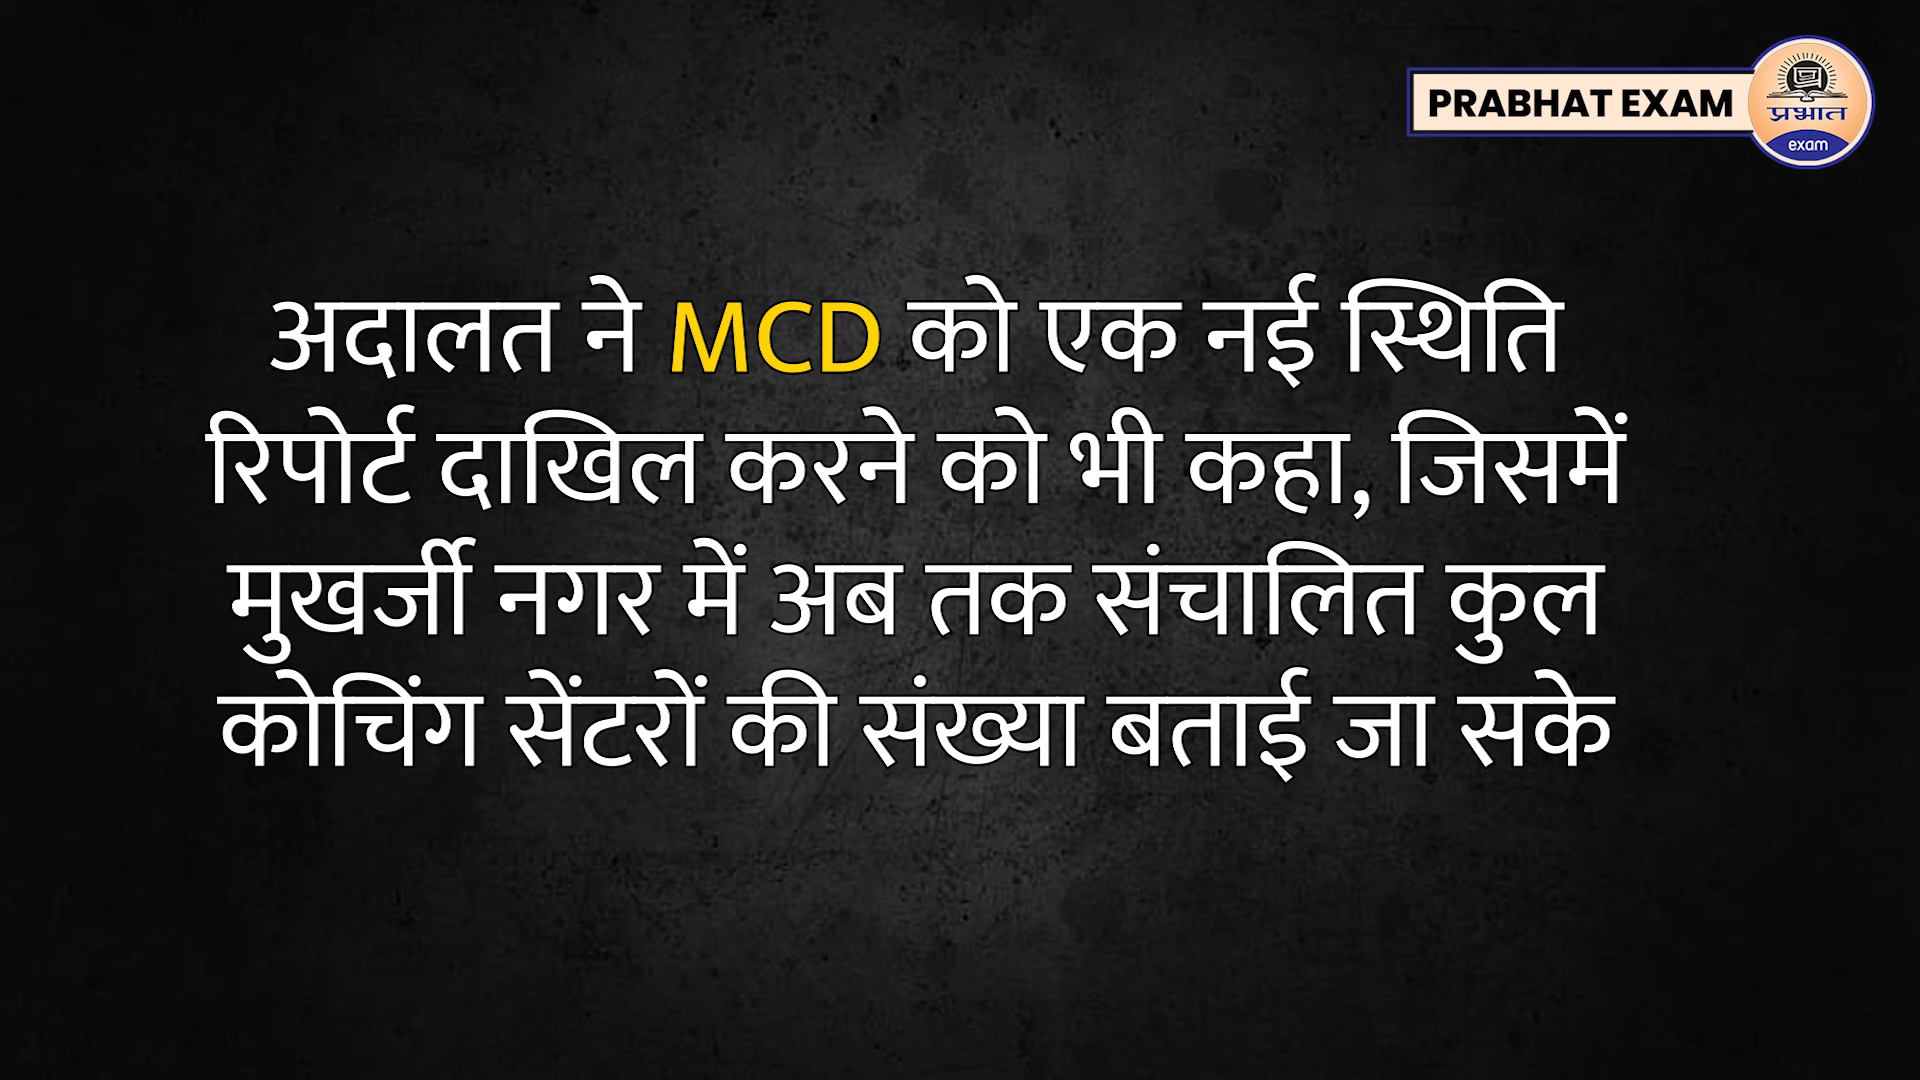 PRABHAT EXAM
प्रभात
exam
अदालत ने MCD को एक नई स्थिति
रिपोर्ट दाखिल करने को भी कहा, जिसमें
मुखर्जी नगर में अब तक संचालित कुल
कोचिंग सेंटरों की संख्या बताई जा सके